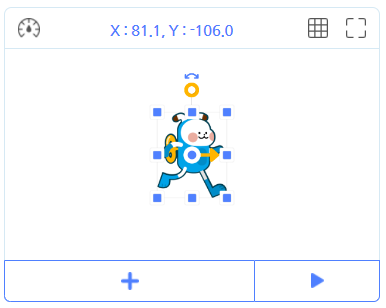 X : 81.1, Y : -106.0